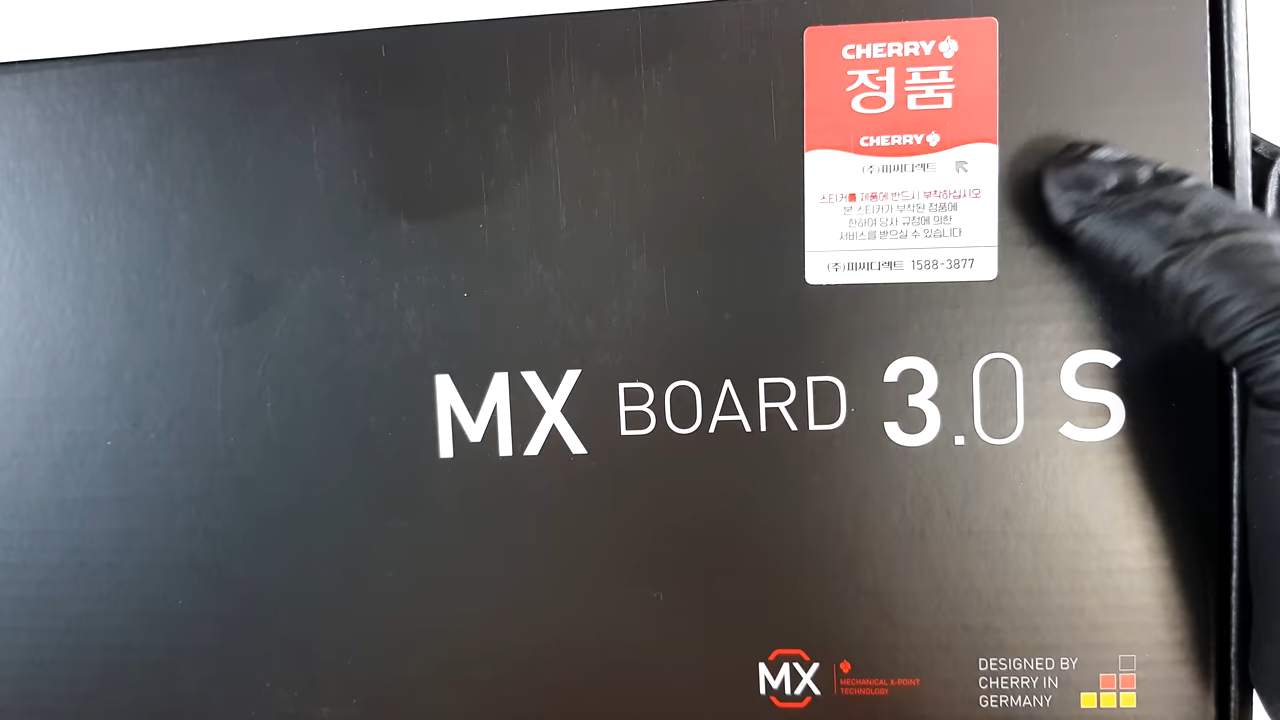 CHERRY
정품
CHERRY
(주)피씨디렉트
스티커를 제품에 반드시 부착하십시오
본 스티커가 부착된 정품에
한하여 당사 규정에 의한
서비스를 받으실 수 있습니다
(주)피씨디렉트 1588-3877
MX BOARD 3.0 S
MX
MECHANICAL X-POINT
TECHNOLOGY
DESIGNED BY
CHERRY IN
GERMANY